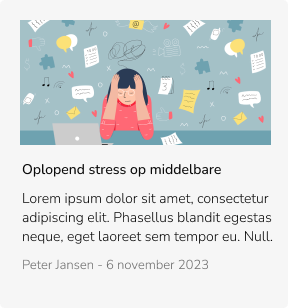 Oplopend stress op middelbare
Lorem ipsum dolor sit amet, consectetur
adipiscing elit. Phasellus blandit egestas
neque, eget laoreet sem tempor eu. Null.
Peter Jansen - 6 november 2023